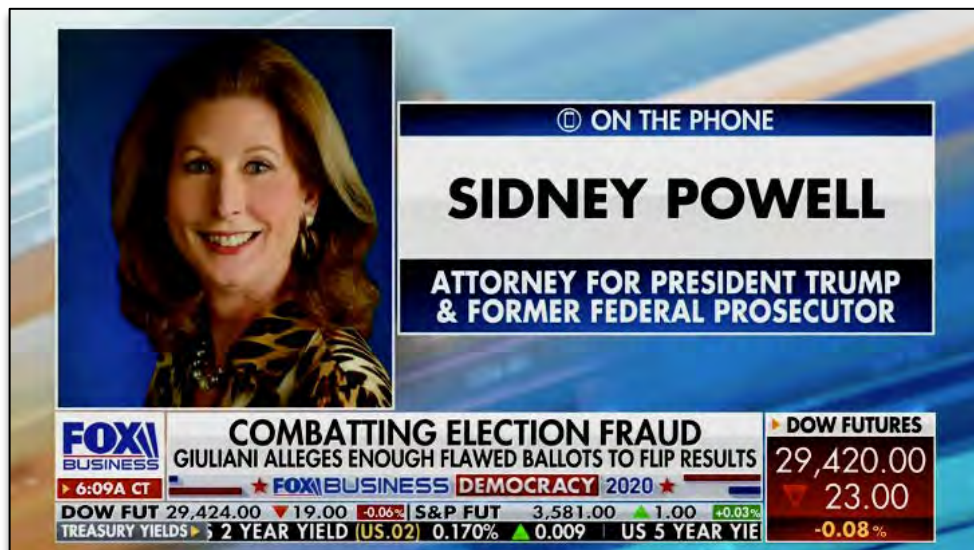 ON THE PHONE
SIDNEY POWELL
ATTORNEY FOR PRESIDENT TRUMP
& FORMER FEDERAL PROSECUTOR
FOX
BUSINESS
6:09A CT
COMBATTING ELECTION FRAUD
GIULIANI ALLEGES ENOUGH FLAWED BALLOTS TO FLIP RESULTS
FOX BUSINESS DEMOCRACY 2020
DOW FUTURES
29,420.00
▼ 23.00
-0.08%
DOW FUT 29,424.00 ▼ 19.00 -0.06% S&P FUT 3,581.00 ▲ 1.00 +0.03%
TREASURY YIELDS 2 YEAR YIELD (US.02) 0.170% ▲ 0.009 US 5 YEAR YIE